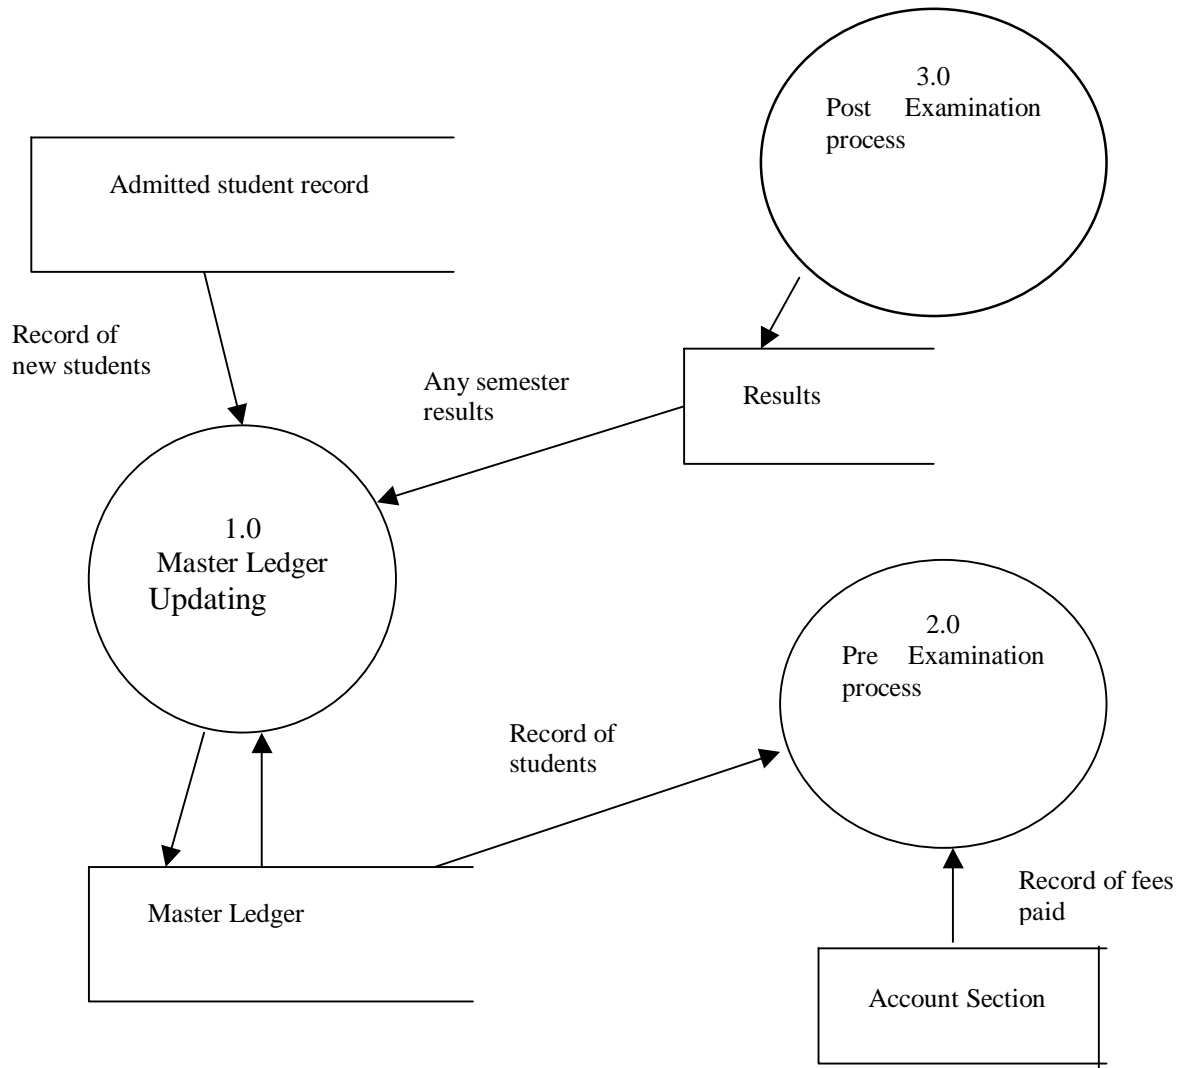 3.0
Post Examination
process
Admitted student record
Record of
new students
Any semester
results
Results
1.0
Master Ledger
Updating
2.0
Pre Examination
process
Record of
students
Record of fees
paid
Master Ledger
Account Section